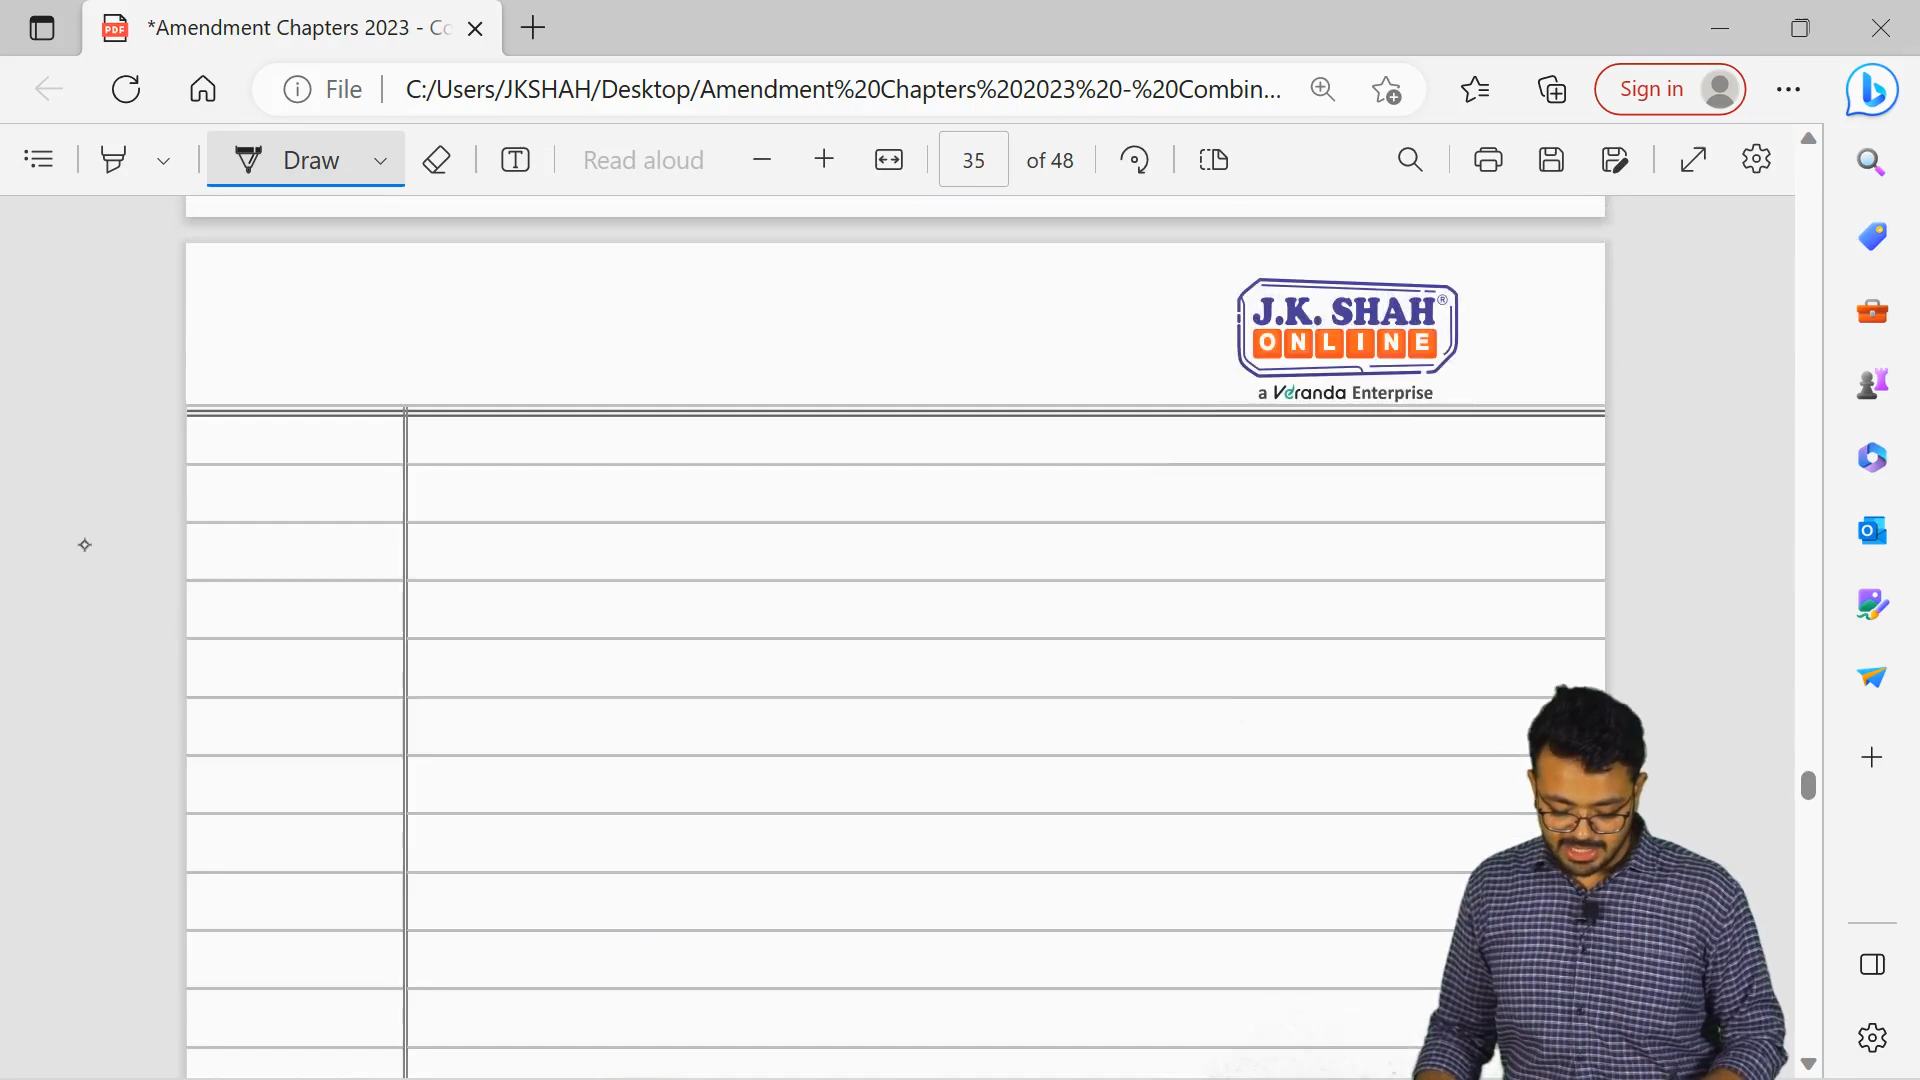 *Amendment Chapters 2023 - Co
File
C:/Users/JKSHAH/Desktop/Amendment%20Chapters%202023%20-%20Combin...
Sign in
Draw
Read aloud
35
of 48
J.K. SHAH®
ONLINE
a Veranda Enterprise